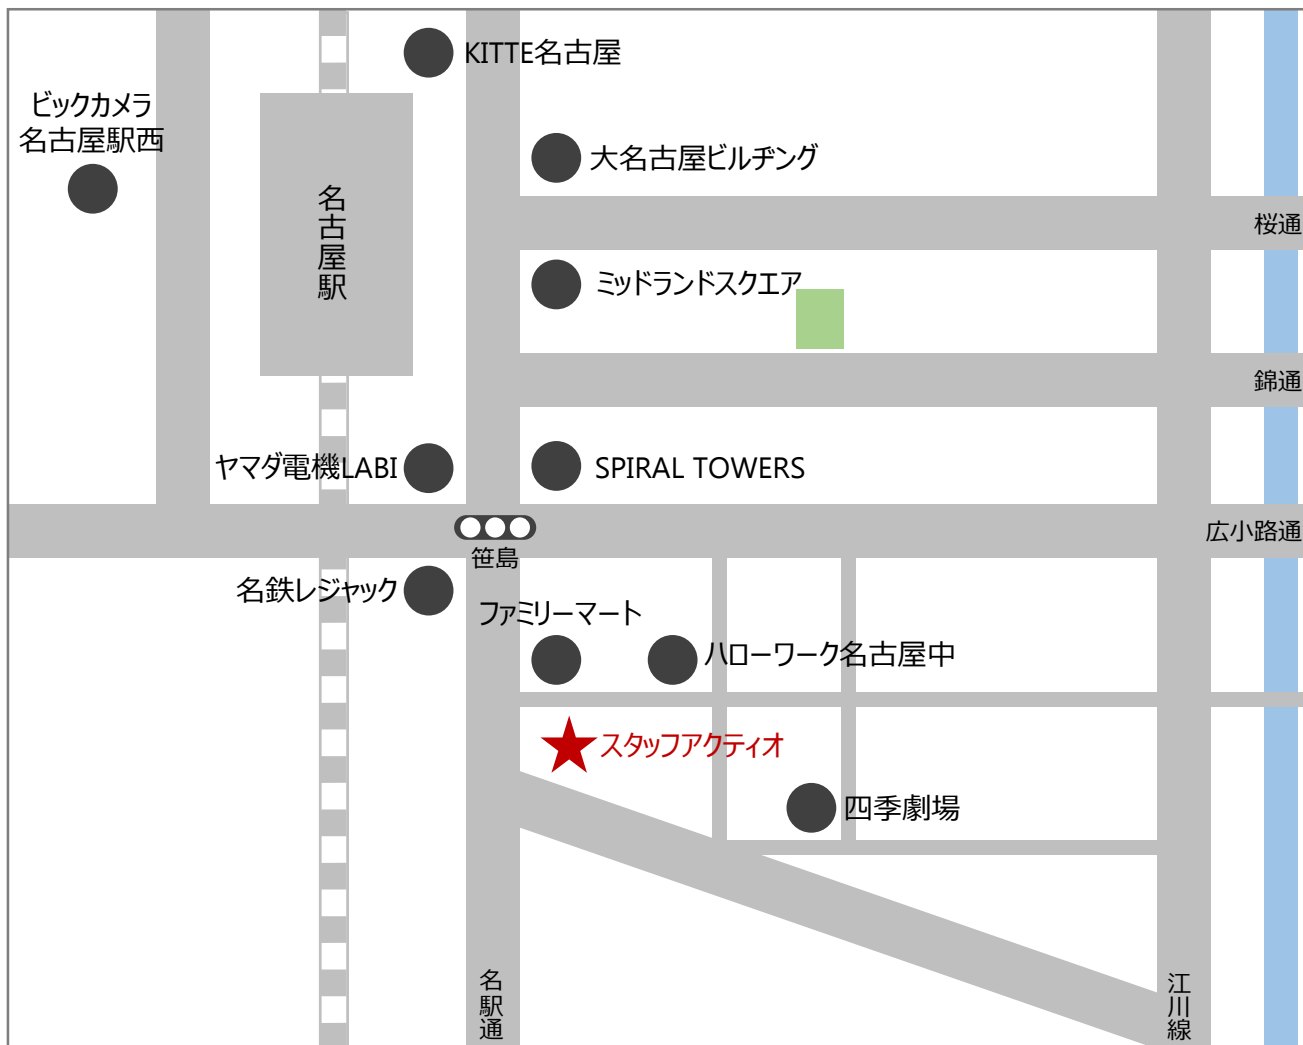 KITTE名古屋
ビックカメラ
名古屋駅西
大名古屋ビルヂング
名古屋駅
桜通
ミッドランドスクエア
錦通
ヤマダ電機LABI
SPIRAL TOWERS
広小路通
笹島
名鉄レジャック
ファミリーマート
ハローワーク名古屋中
スタッフアクティオ
四季劇場
名駅通
江川線